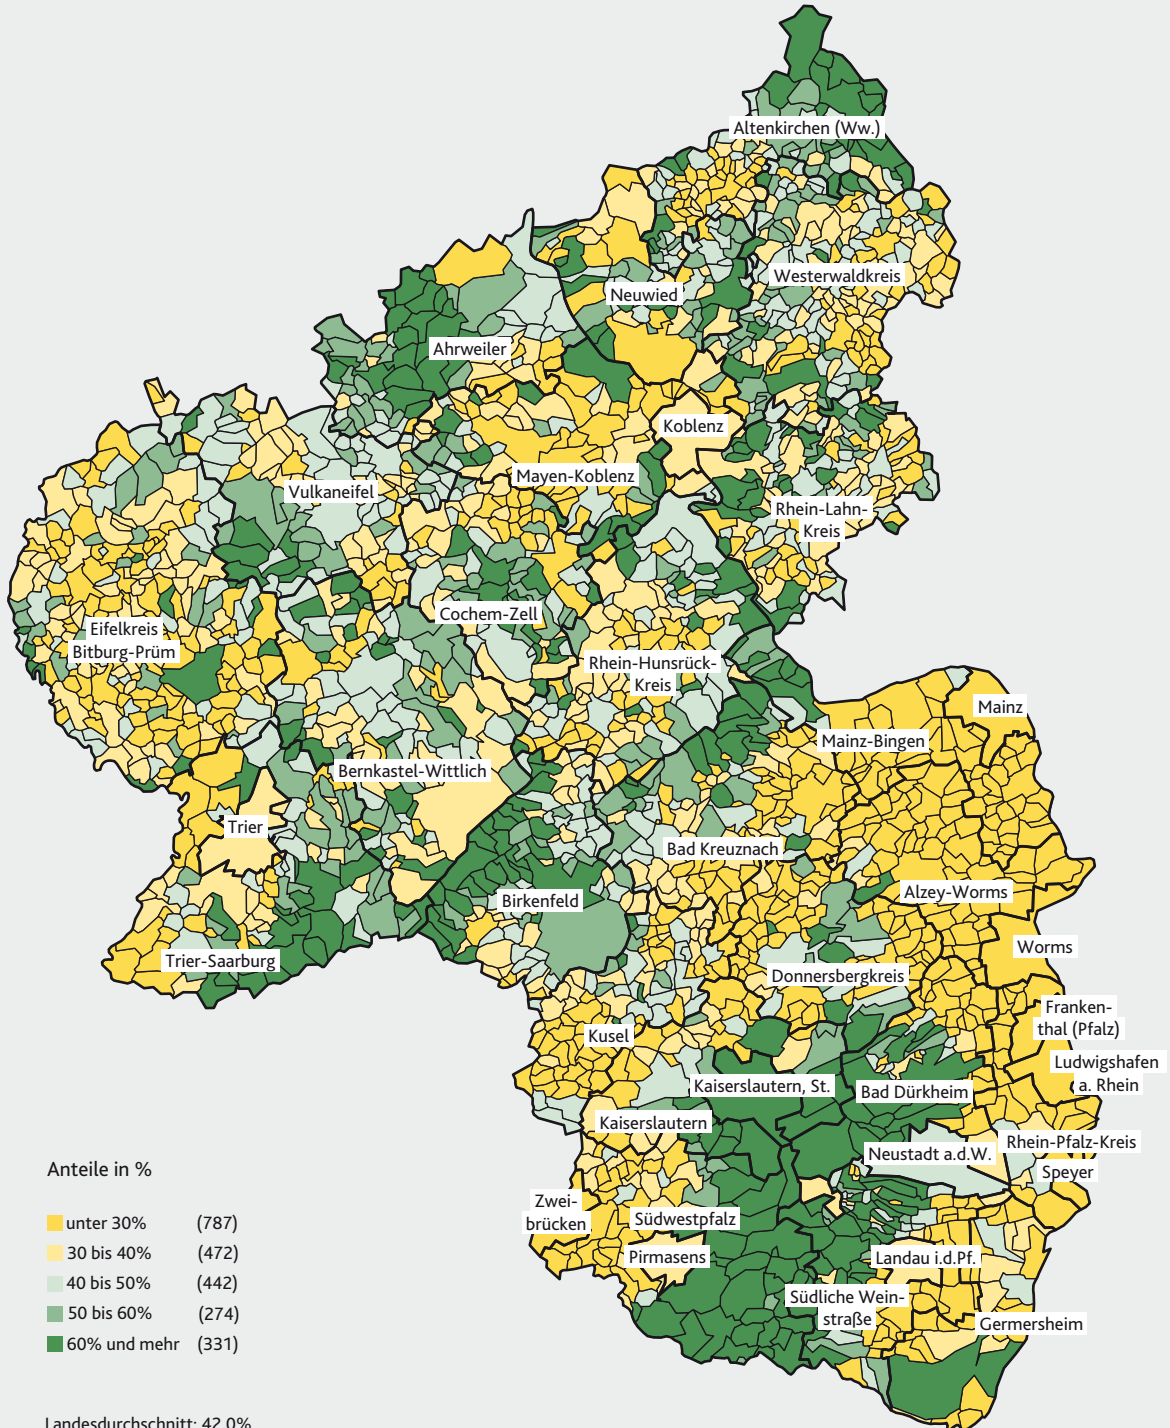 Altenkirchen (Ww.)
Westerwaldkreis
Neuwied
Ahrweiler
Koblenz
Mayen-Koblenz
Vulkaneifel
Rhein-Lahn-
Kreis
Cochem-Zell
Eifelkreis
Bitburg-Prüm
Rhein-Hunsrück-
Kreis
Mainz
Mainz-Bingen
Bernkastel-Wittlich
Trier
Bad Kreuznach
Alzey-Worms
Birkenfeld
Worms
Trier-Saarburg
Donnersbergkreis
Franken-
thal (Pfalz)
Kusel
Ludwigshafen
a. Rhein
Kaiserslautern, St.
Bad Dürkheim
Kaiserslautern
Rhein-Pfalz-Kreis
Neustadt a.d.W.
Speyer
Zwei-
brücken
Südwestpfalz
Pirmasens
Landau i.d.Pf.
Südliche Wein-
straße
Germersheim
Anteile in %
unter 30% (787)
30 bis 40% (472)
40 bis 50% (442)
50 bis 60% (274)
60% und mehr (331)
Landesdurchschnitt: 42,0%